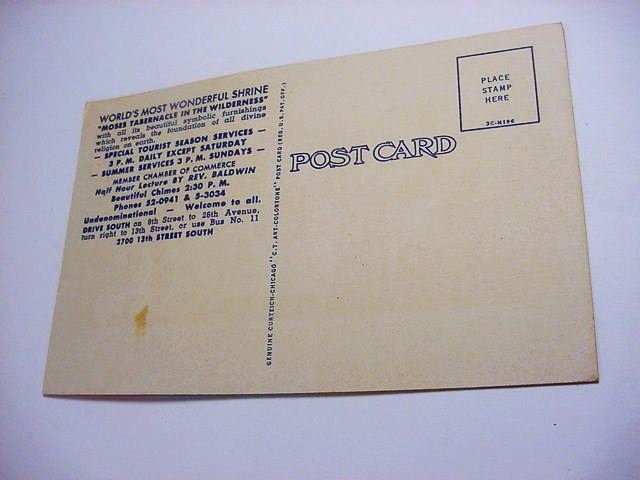 WORLD'S MOST WONDERFUL SHRINE
"MOSES TABERNACLE IN THE WILDERNESS"
with all its beautiful symbolic furnishings
which reveals the foundation of all divine
religion on earth.
— SPECIAL TOURIST SEASON SERVICES —
3 P.M. DAILY EXCEPT SATURDAY
— SUMMER SERVICES 3 P.M. SUNDAYS —
MEMBER CHAMBER OF COMMERCE
Half Hour Lecture BY REV. BALDWIN
Beautiful Chimes 2:30 P. M.
Phones 52-0941 & 5-3034
Undenominational — Welcome to all.
DRIVE SOUTH on 9th Street to 26th Avenue,
turn right to 13th Street, or use Bus No. 11
2700 13th STREET SOUTH
GENUINE CURTEICH-CHICAGO "C.T. ART-COLORTONE" POST CARD (REG. U.S. PAT. OFF.)
POST CARD
PLACE
STAMP
HERE
3C-H196